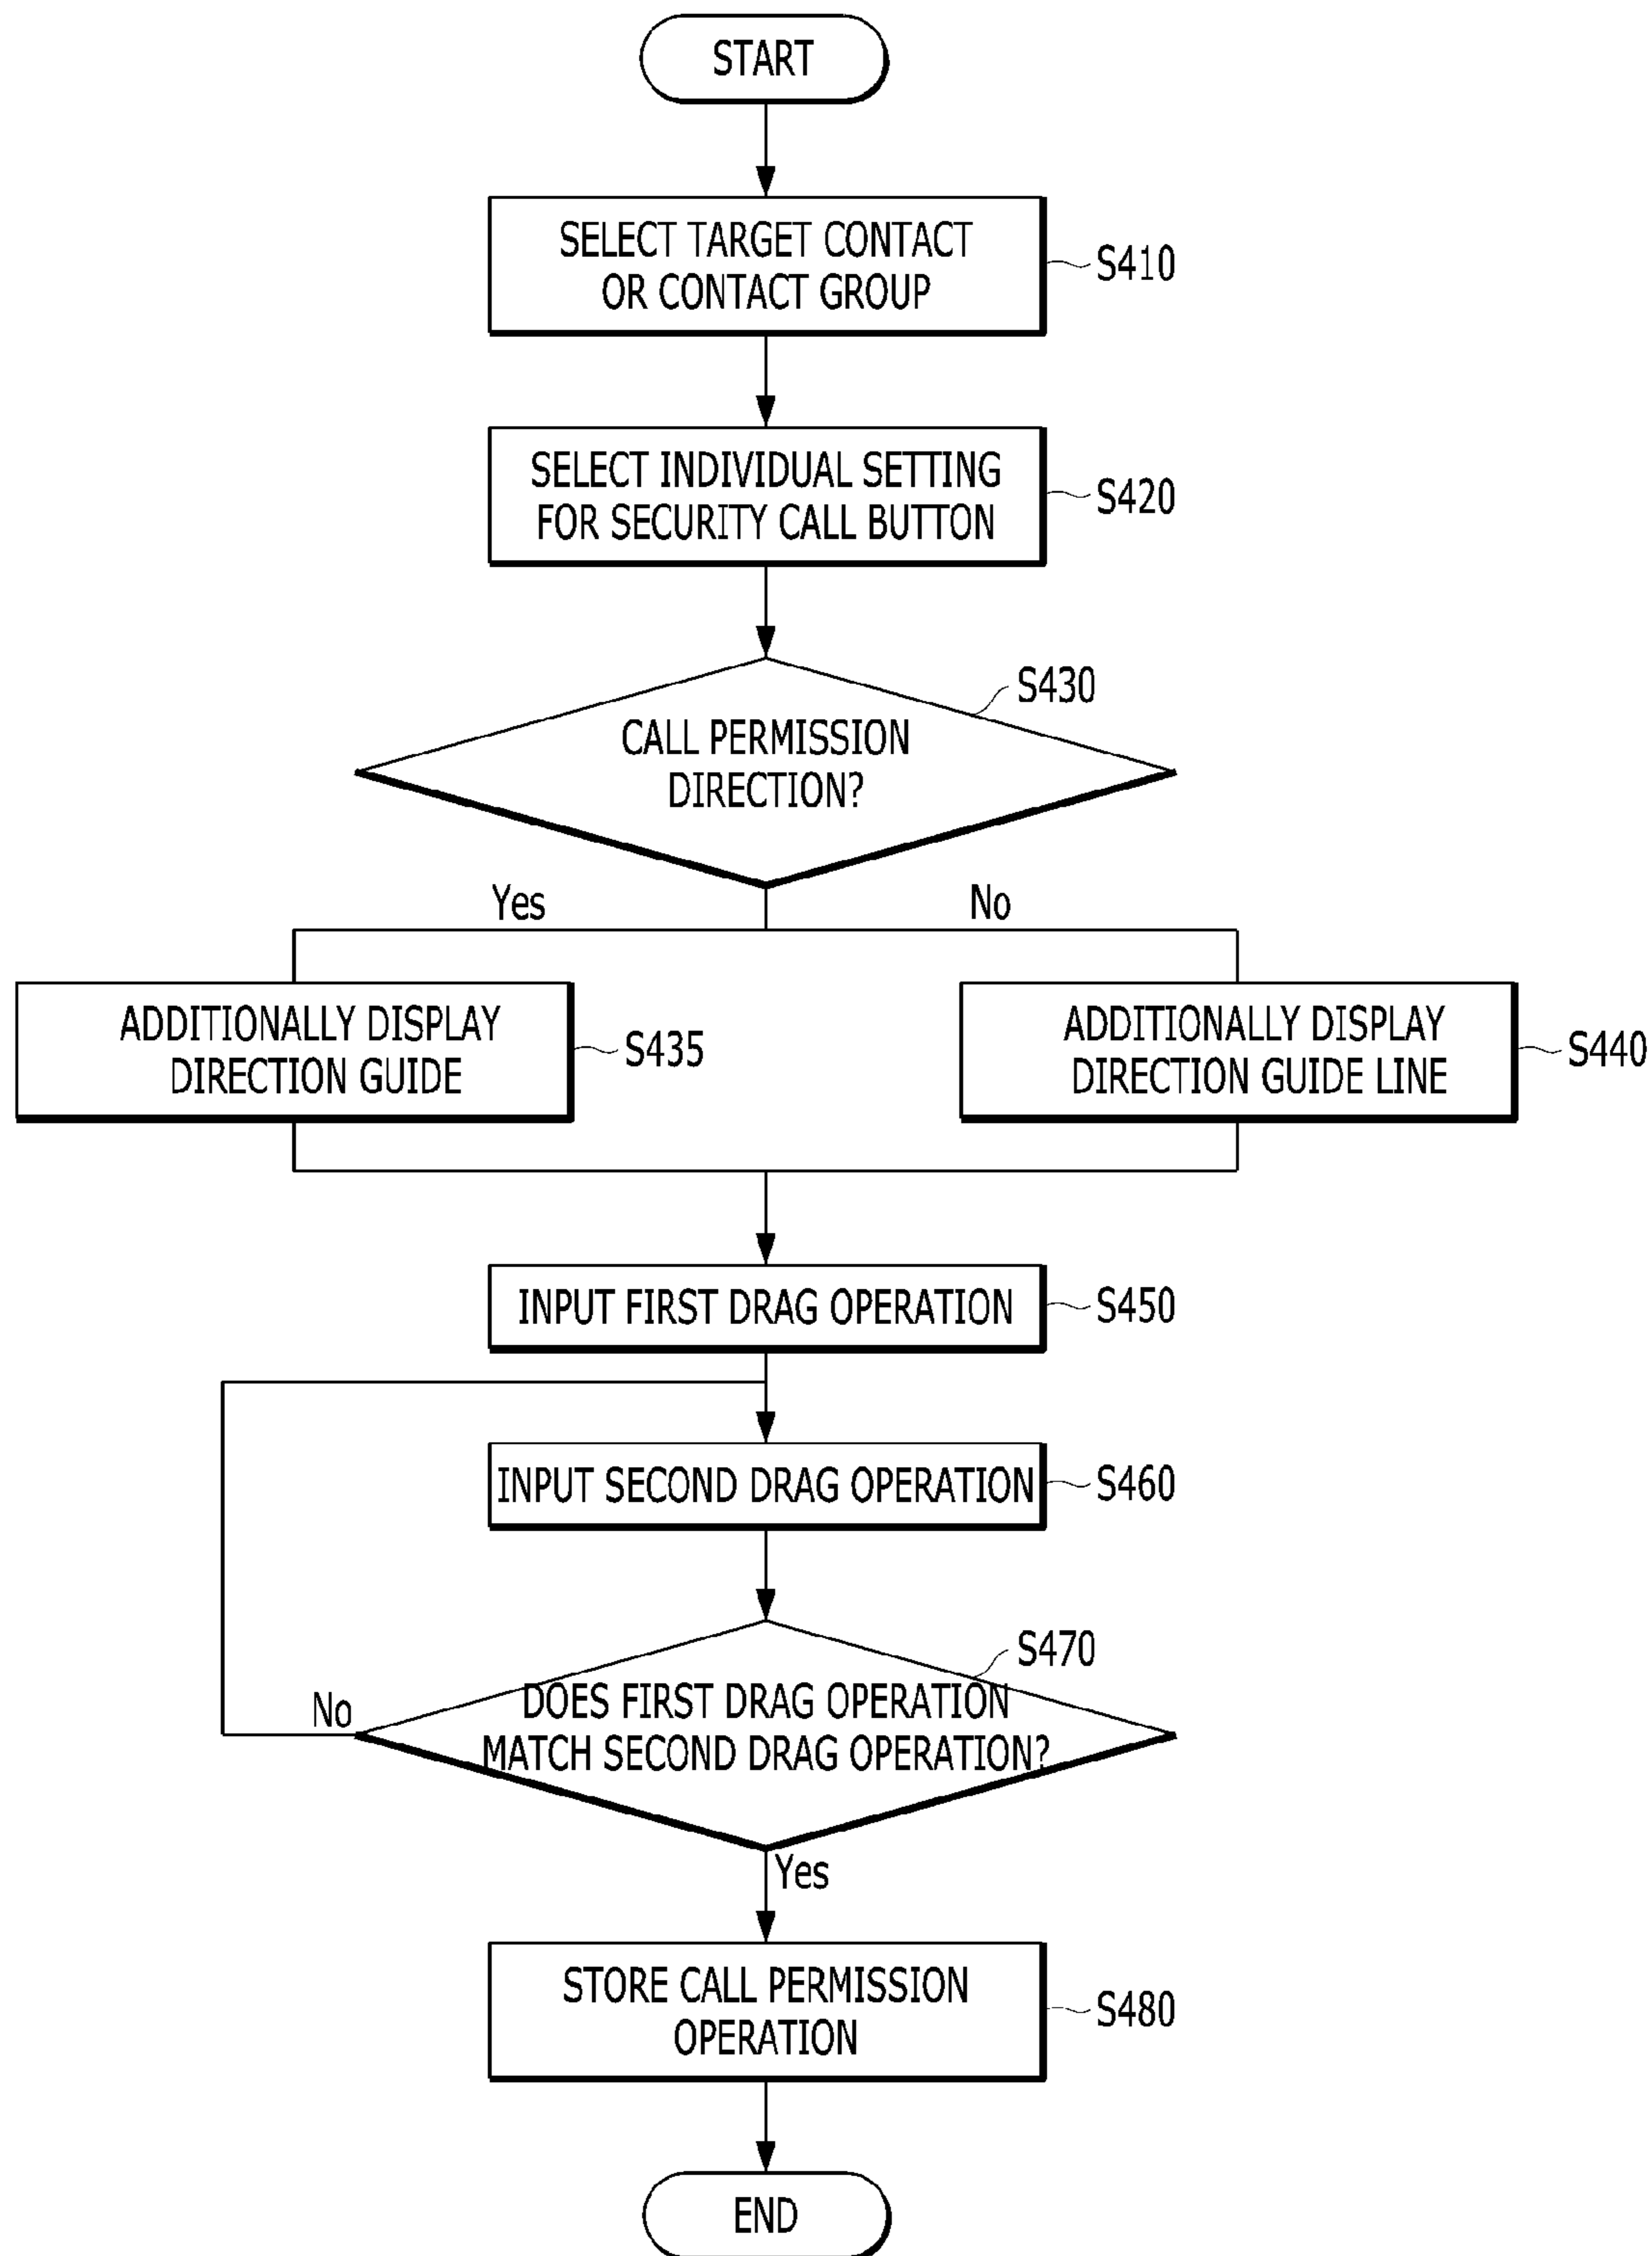 START
SELECT TARGET CONTACT
OR CONTACT GROUP
S410
SELECT INDIVIDUAL SETTING
FOR SECURITY CALL BUTTON
S420
S430
CALL PERMISSION
DIRECTION?
Yes
No
ADDITIONALLY DISPLAY
DIRECTION GUIDE
S435
ADDITIONALLY DISPLAY
DIRECTION GUIDE LINE
S440
INPUT FIRST DRAG OPERATION
S450
INPUT SECOND DRAG OPERATION
S460
S470
DOES FIRST DRAG OPERATION
MATCH SECOND DRAG OPERATION?
No
Yes
STORE CALL PERMISSION
OPERATION
S480
END